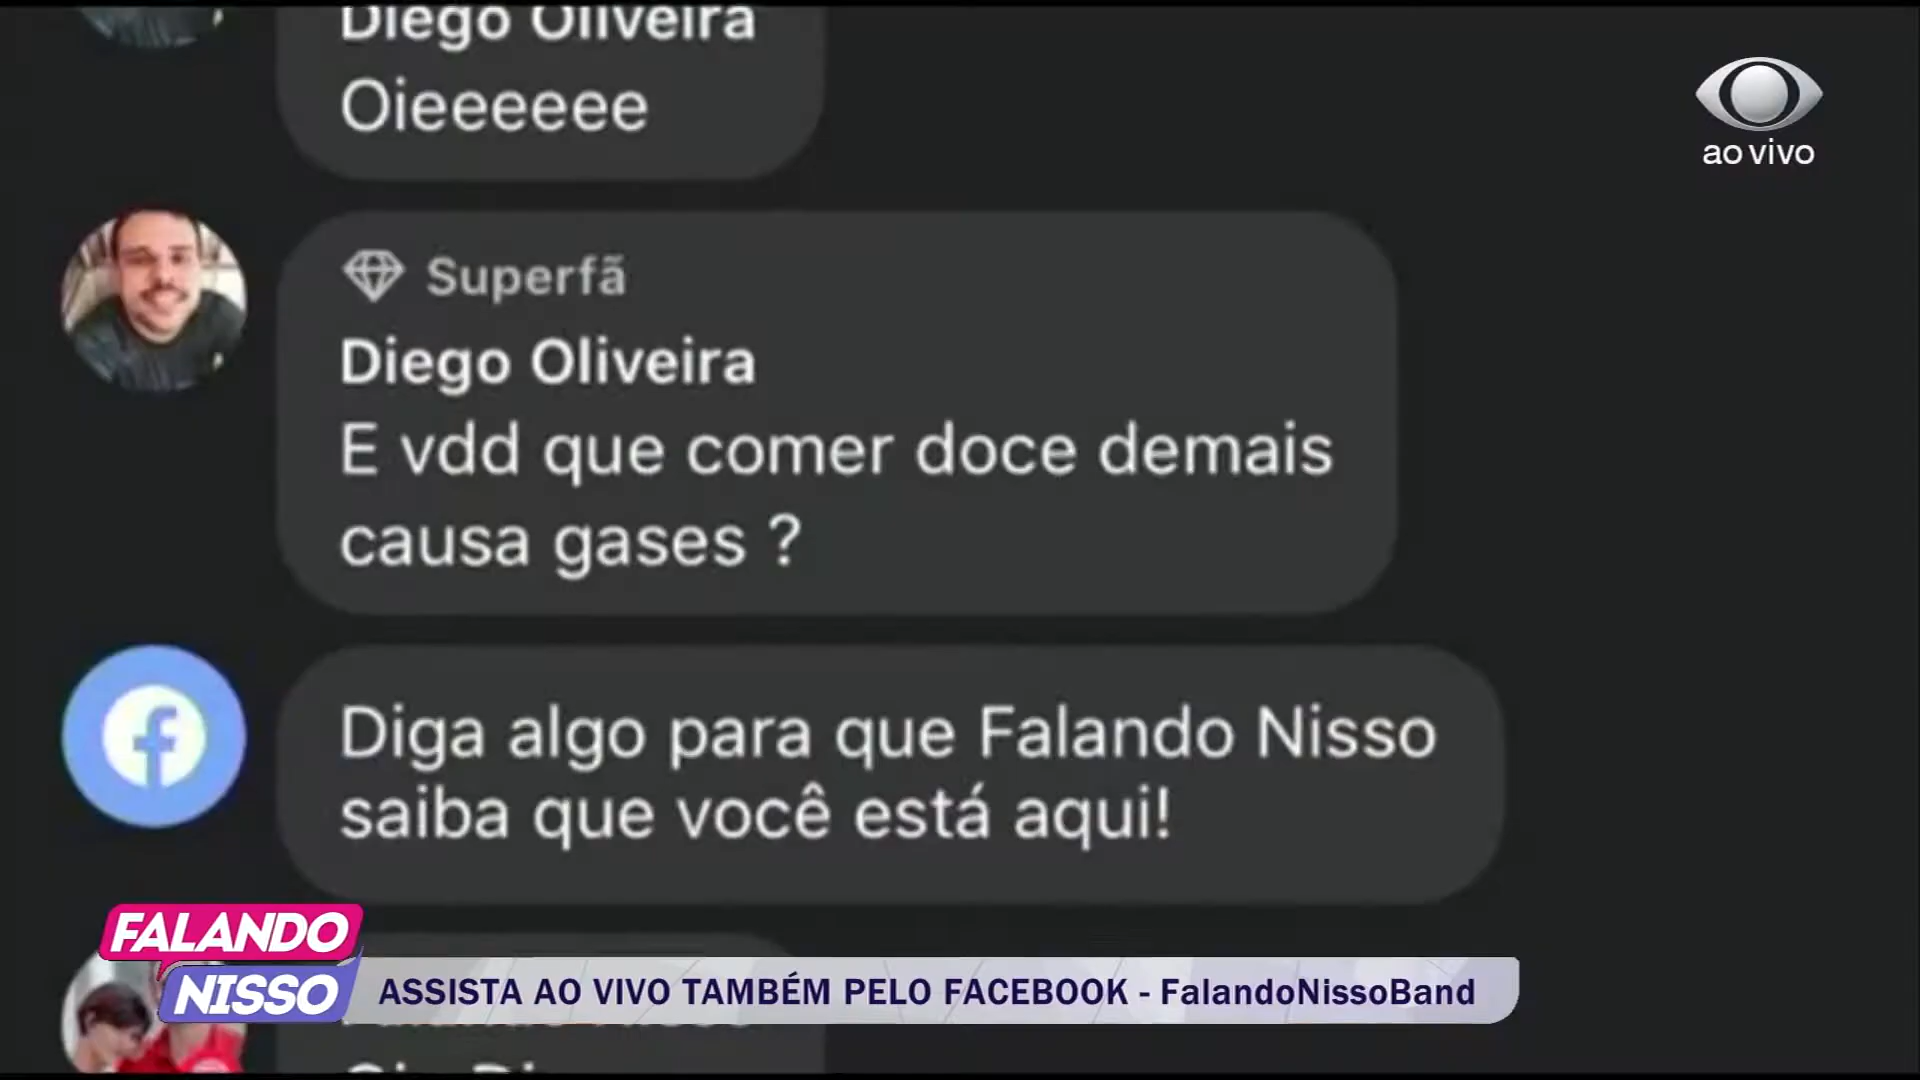 Diego Oliveira
Oieeeeee
ao vivo
Superfã
Diego Oliveira
E vdd que comer doce demais
causa gases ?
Diga algo para que Falando Nisso
saiba que você está aqui!
FALANDO
NISSO
ASSISTA AO VIVO TAMBÉM PELO FACEBOOK - FalandoNissoBand